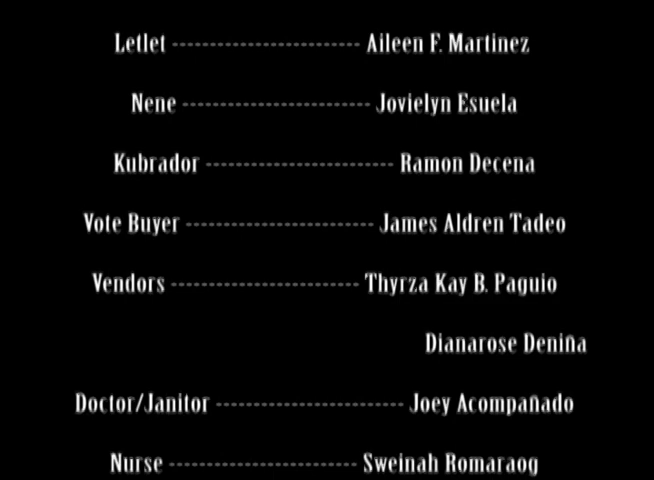 Letlet -------------------------- Aileen F. Martinez
Nene -------------------------- Jovielyn Esuela
Kubrador -------------------------- Ramon Decena
Vote Buyer -------------------------- James Aldren Tadeo
Vendors -------------------------- Thyrza Kay B. Paguio
Dianarose Deniña
Doctor/Janitor -------------------------- Joey Acompañado
Nurse -------------------------- Sweinah Romaraog